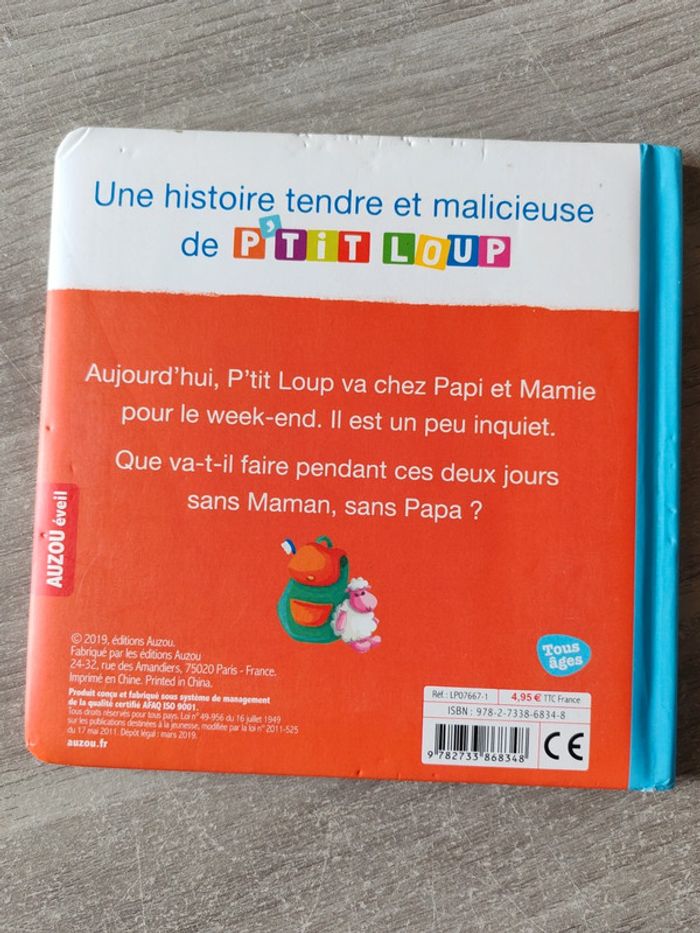 Une histoire tendre et malicieuse
de P'TiT LOUP
Aujourd'hui, P'tit Loup va chez Papi et Mamie
pour le week-end. Il est un peu inquiet.
Que va-t-il faire pendant ces deux jours
sans Maman, sans Papa ?
AUZOU éveil
© 2019, éditions Auzou.
Fabriqué par les éditions Auzou
24-32, rue des Amandiers, 75020 Paris - France.
Imprimé en Chine. Printed in China.
Produit conçu et fabriqué sous système de management
de la qualité certifié AFAQ ISO 9001.
Tous droits réservés pour tous pays. Loi n° 49-956 du 16 juillet 1949
sur les publications destinées à la jeunesse, modifiée par la loi n° 2011-525
du 17 mai 2011. Dépôt légal : mars 2019.
auzou.fr
Tous
âges
Réf. : LP07667-1
4,95 € TTC France
ISBN : 978-2-7338-6834-8
9 782733 868348
CE